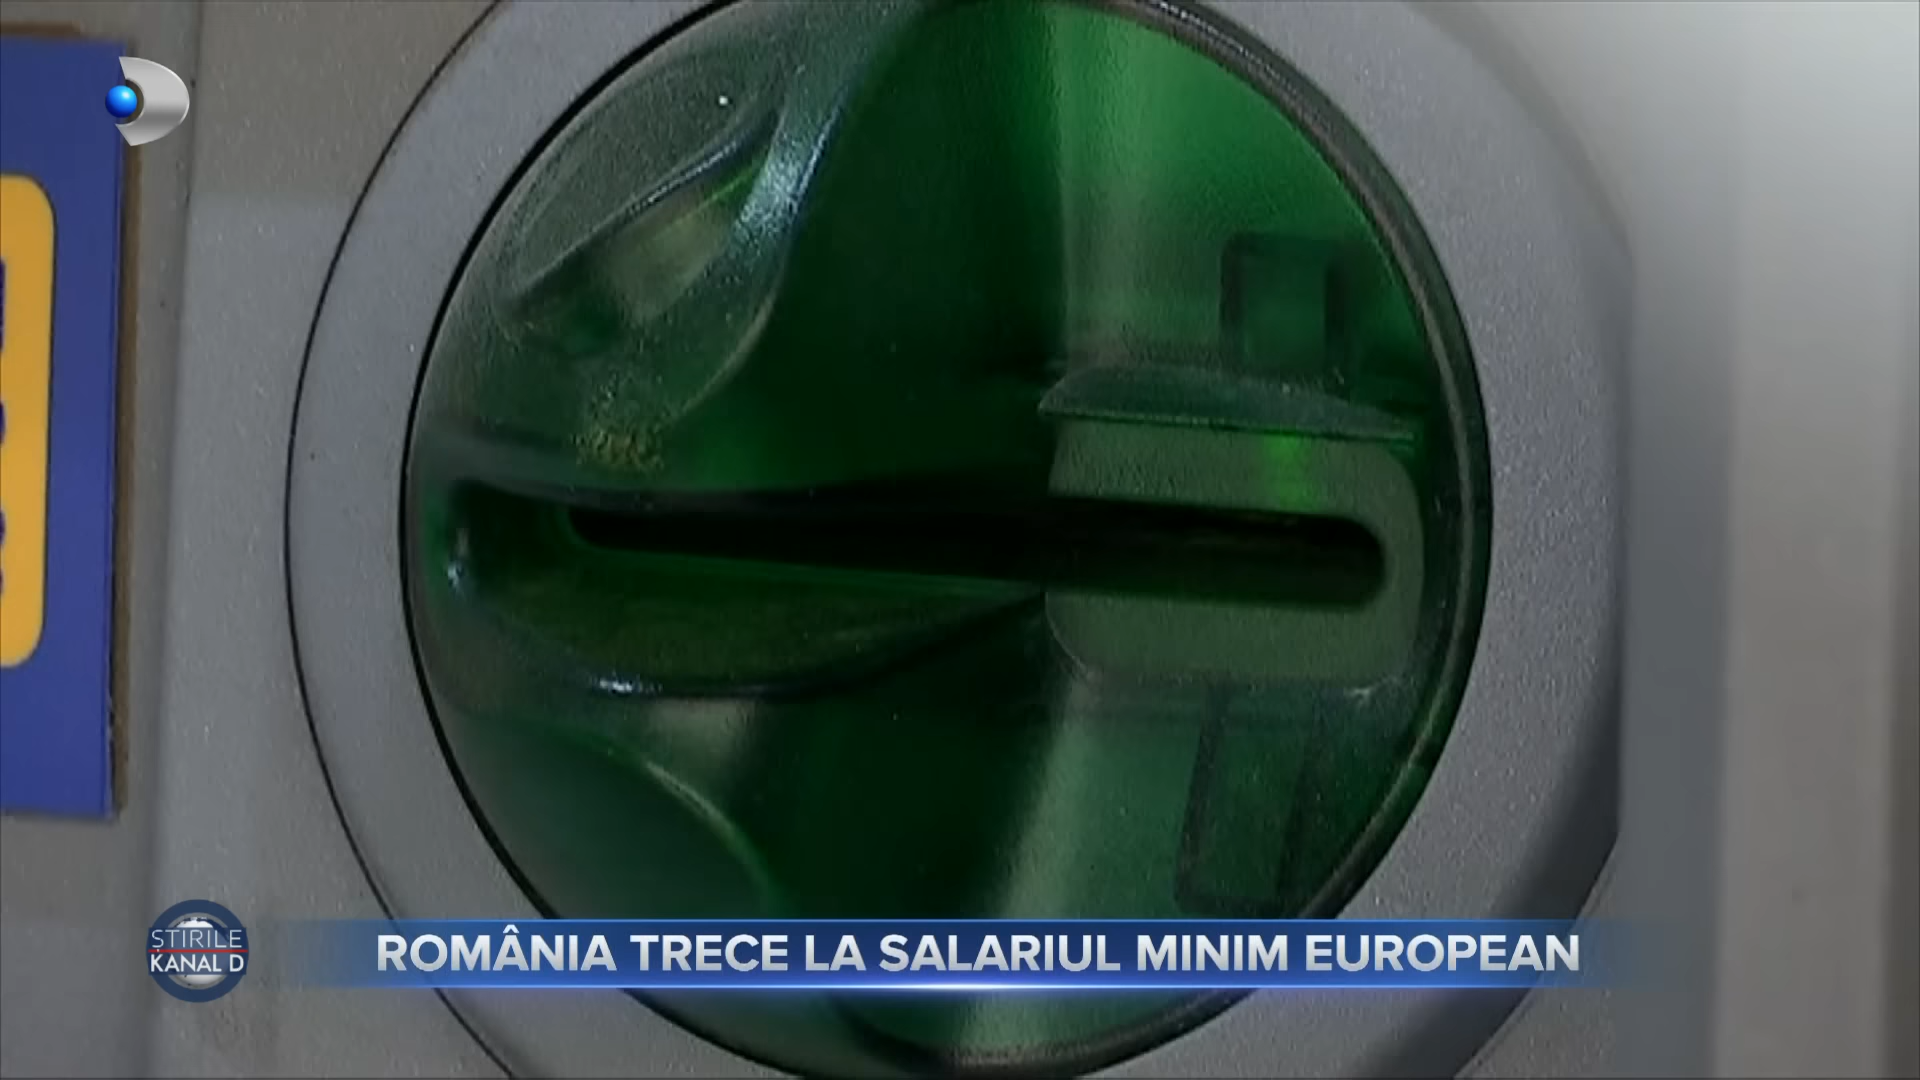 ȘTIRILE
KANAL D
ROMÂNIA TRECE LA SALARIUL MINIM EUROPEAN